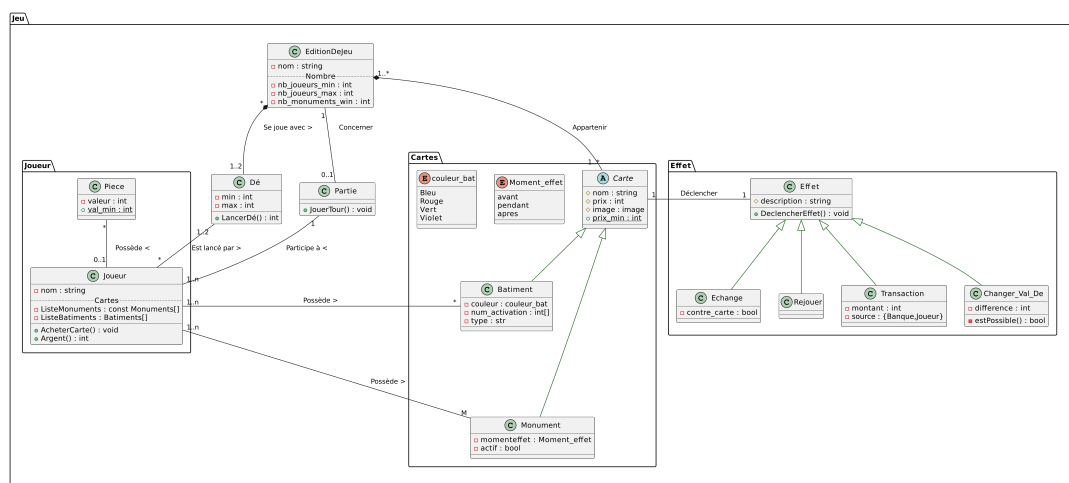 Jeu
EditionDeJeu
nom : string
Nombre
nb_joueurs_min : int
nb_joueurs_max : int
nb_monuments_win : int
*
1
1..*
Se joue avec >
Concerner
Appartenir
1..2
0..1
1..*
Joueur
Piece
valeur : int
val_min : int
Dé
min : int
max : int
LancerDé() : int
Partie
JouerTour() : void
*
1..2
1
Possède <
Est lancé par >
Participe à <
0..1
*
1..n
Joueur
nom : string
Cartes
ListeMonuments : const Monuments[]
ListeBatiments : Batiments[]
AcheterCarte() : void
Argent() : int
1..n
Possède >
*
1..n
Possède >
M
Cartes
couleur_bat
Bleu
Rouge
Vert
Violet
Moment_effet
avant
pendant
apres
Carte
nom : string
prix : int
image : image
prix_min : int
1
Déclencher
1
Batiment
couleur : couleur_bat
num_activation : int[]
type : str
Monument
momenteffet : Moment_effet
actif : bool
Effet
Effet
description : string
DeclencherEffet() : void
Echange
contre_carte : bool
Rejouer
Transaction
montant : int
source : {Banque,Joueur}
Changer_Val_De
difference : int
estPossible() : bool